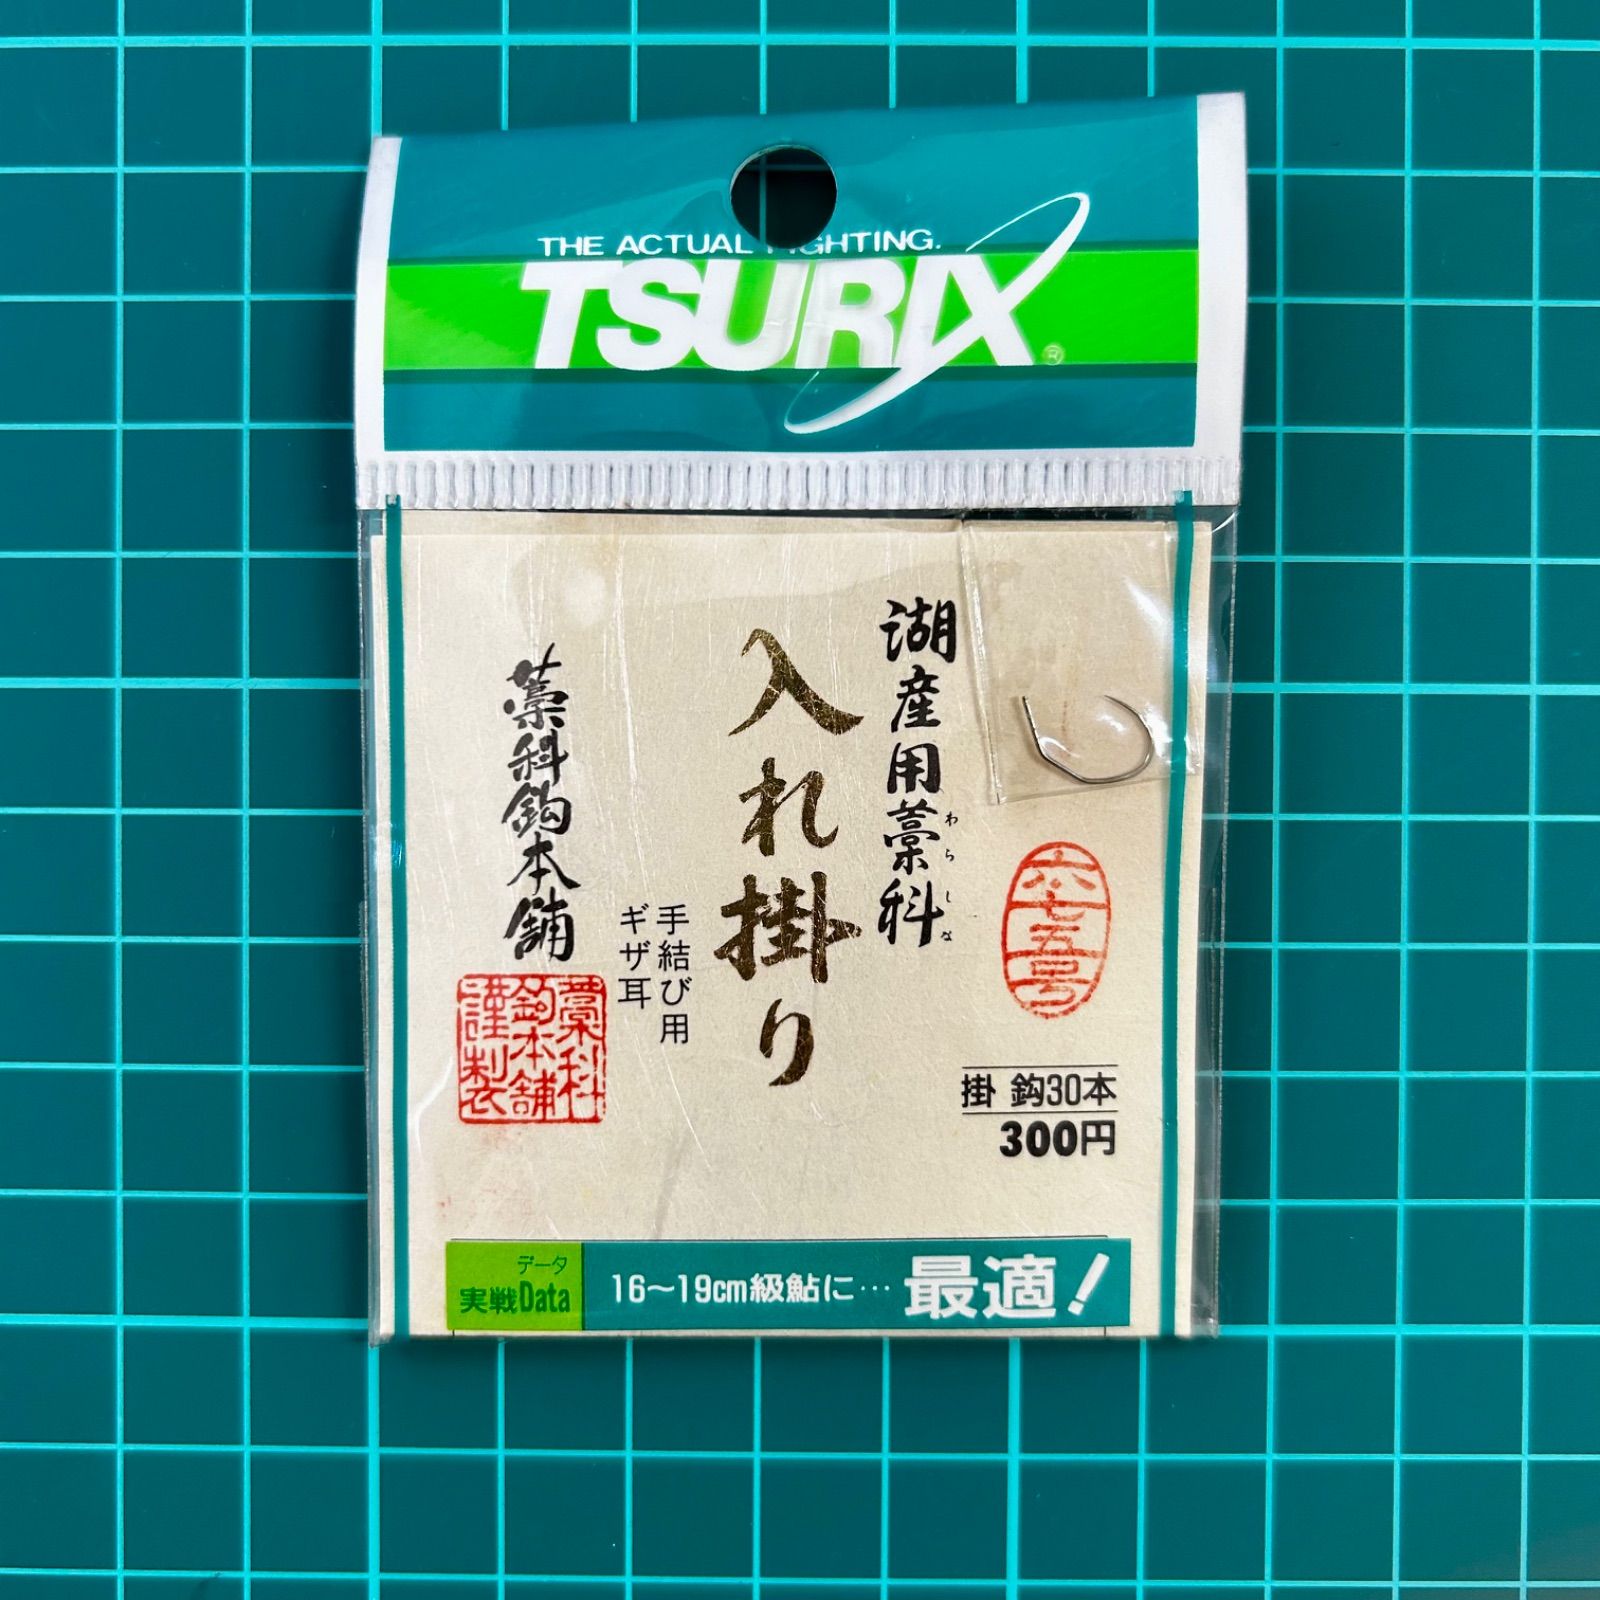 THE ACTUAL FIGHTING.
TSURIX®
湖産用藁科
わらしな
入れ掛り
手結び用
ギザ耳
藁科鈎本舗
藁科
鈎本舗
謹製
六七五号
掛 鈎30本
300円
データ
実戦Data
16～19cm級鮎に…最適!